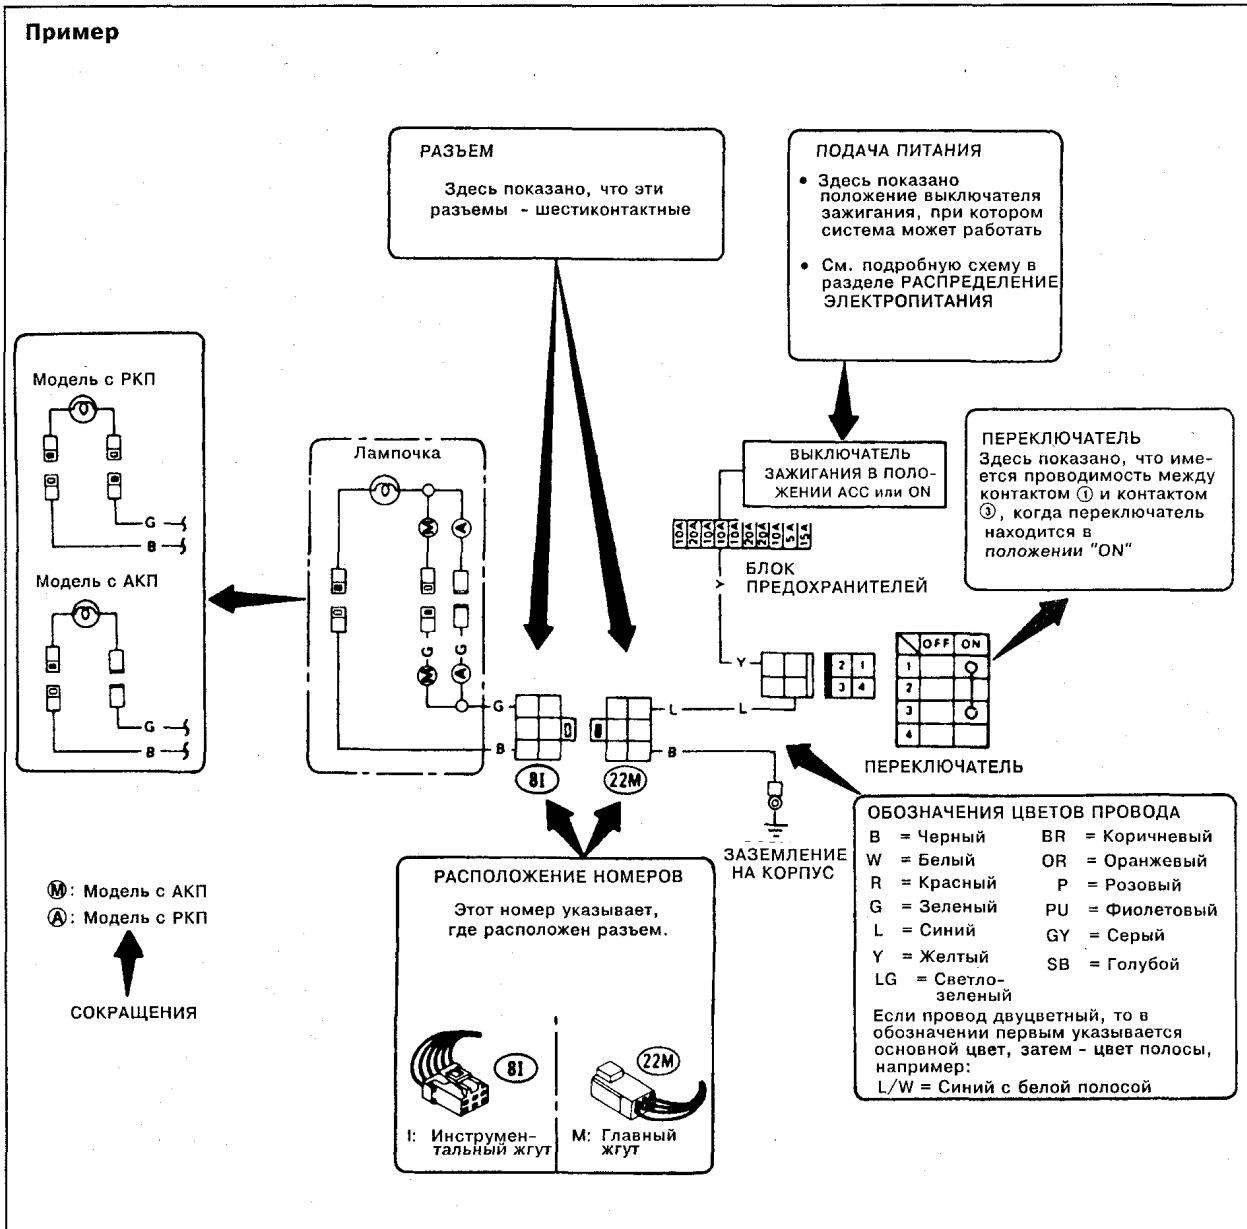 Пример
РАЗЪЕМ
Здесь показано, что эти
разъемы - шестиконтактные
ПОДАЧА ПИТАНИЯ
• Здесь показано
положение выключателя
зажигания, при котором
система может работать
• См. подробную схему в
разделе РАСПРЕДЕЛЕНИЕ
ЭЛЕКТРОПИТАНИЯ
Модель с РКП
G
B
Модель с АКП
G
B
Лампочка
M
A
G
G
M
A
G
B
8I
22M
ВЫКЛЮЧАТЕЛЬ
ЗАЖИГАНИЯ В ПОЛО-
ЖЕНИИ ACC или ON
10A
20A
10A
10A
10A
20A
20A
10A
5A
15A
БЛОК
ПРЕДОХРАНИТЕЛЕЙ
Y
Y
L
L
B
2 1
3 4
ПЕРЕКЛЮЧАТЕЛЬ
Здесь показано, что име-
ется проводимость между
контактом ① и контактом
③, когда переключатель
находится в
положении "ON"
OFF ON
1
2
3
4
ПЕРЕКЛЮЧАТЕЛЬ
ЗАЗЕМЛЕНИЕ
НА КОРПУС
ОБОЗНАЧЕНИЯ ЦВЕТОВ ПРОВОДА
B = Черный
W = Белый
R = Красный
G = Зеленый
L = Синий
Y = Желтый
LG = Светло-
зеленый
BR = Коричневый
OR = Оранжевый
P = Розовый
PU = Фиолетовый
GY = Серый
SB = Голубой
Если провод двуцветный, то в
обозначении первым указывается
основной цвет, затем - цвет полосы,
например:
L/W = Синий с белой полосой
Ⓜ: Модель с АКП
Ⓐ: Модель с РКП
СОКРАЩЕНИЯ
РАСПОЛОЖЕНИЕ НОМЕРОВ
Этот номер указывает,
где расположен разъем.
8I
22M
I: Инструмен-
тальный жгут
M: Главный
жгут